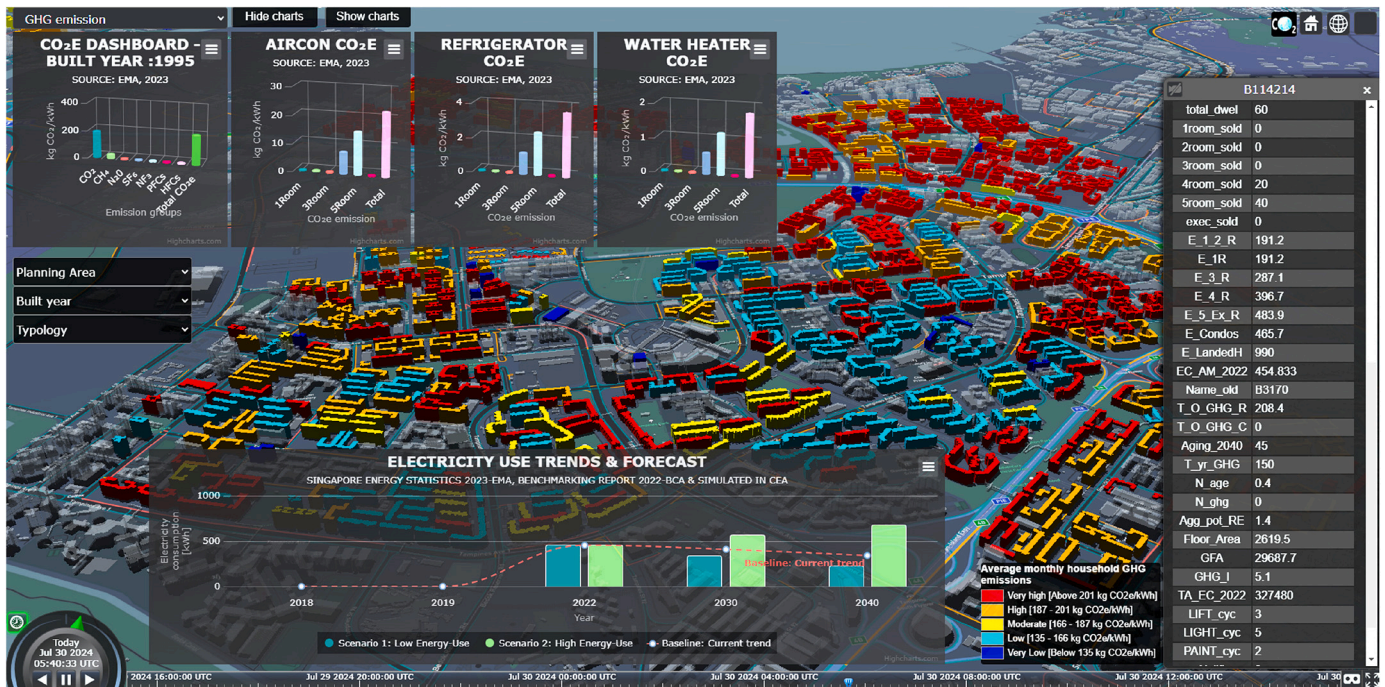 GHG emission
Hide charts
Show charts
CO₂E DASHBOARD -
BUILT YEAR :1995
SOURCE: EMA, 2023
400
200
0
kg CO₂/kWh
CO₂
CH₄
N₂0
SF₆
NF₃
PFCs
HFCs
Total CO₂e
Emission groups
Highcharts.com
AIRCON CO₂E
SOURCE: EMA, 2023
30
20
10
0
kg CO₂/kWh
1Room
3Room
5Room
Total
CO₂e emission
Highcharts.com
REFRIGERATOR
CO₂E
SOURCE: EMA, 2023
4
2
0
kg CO₂/kWh
1Room
3Room
5Room
Total
CO₂e emission
Highcharts.com
WATER HEATER
CO₂E
SOURCE: EMA, 2023
2
1
0
kg CO₂/kWh
1Room
3Room
5Room
Total
CO₂e emission
Highcharts.com
CO₂
Planning Area
Built year
Typology
B114214
×
total_dwel 60
1room_sold 0
2room_sold 0
3room_sold 0
4room_sold 20
5room_sold 40
exec_sold 0
E_1_2_R 191.2
E_1R 191.2
E_3_R 287.1
E_4_R 396.7
E_5_Ex_R 483.9
E_Condos 465.7
E_LandedH 990
EC_AM_2022 454.833
Name_old B3170
T_O_GHG_R 208.4
T_O_GHG_C 0
Aging_2040 45
T_yr_GHG 150
N_age 0.4
N_ghg 0
Agg_pot_RE 1.4
Floor_Area 2619.5
GFA 29687.7
GHG_I 5.1
TA_EC_2022 327480
LIFT_cyc 3
LIGHT_cyc 5
PAINT_cyc 2
ELECTRICITY USE TRENDS & FORECAST
SINGAPORE ENERGY STATISTICS 2023-EMA, BENCHMARKING REPORT 2022-BCA & SIMULATED IN CEA
1000
500
0
Electricity
consumption
[kWh]
Baseline: Current trend
2018
2019
2022
2030
2040
Year
Scenario 1: Low Energy-Use
Scenario 2: High Energy-Use
Baseline: Current trend
Highcharts.com
Average monthly household GHG
emissions
Very high [Above 201 kg CO2e/kWh]
High [187 - 201 kg CO2e/kWh]
Moderate [166 - 187 kg CO2e/kWh]
Low [135 - 166 kg CO2e/kWh]
Very Low [Below 135 kg CO2e/kWh]
Today
Jul 30 2024
05:40:33 UTC
2024 16:00:00 UTC
Jul 29 2024 20:00:00 UTC
Jul 30 2024 00:00:00 UTC
Jul 30 2024 04:00:00 UTC
Jul 30 2024 08:00:00 UTC
Jul 30 2024 12:00:00 UTC
Jul 30